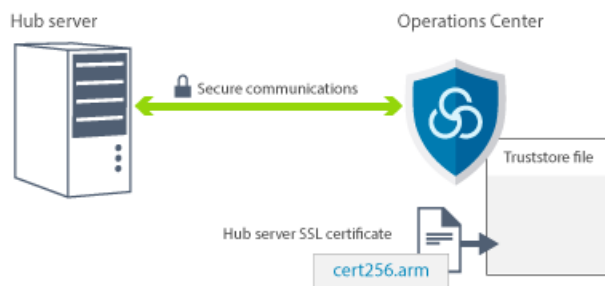 Hub server
Operations Center
Secure communications
Truststore file
Hub server SSL certificate
cert256.arm